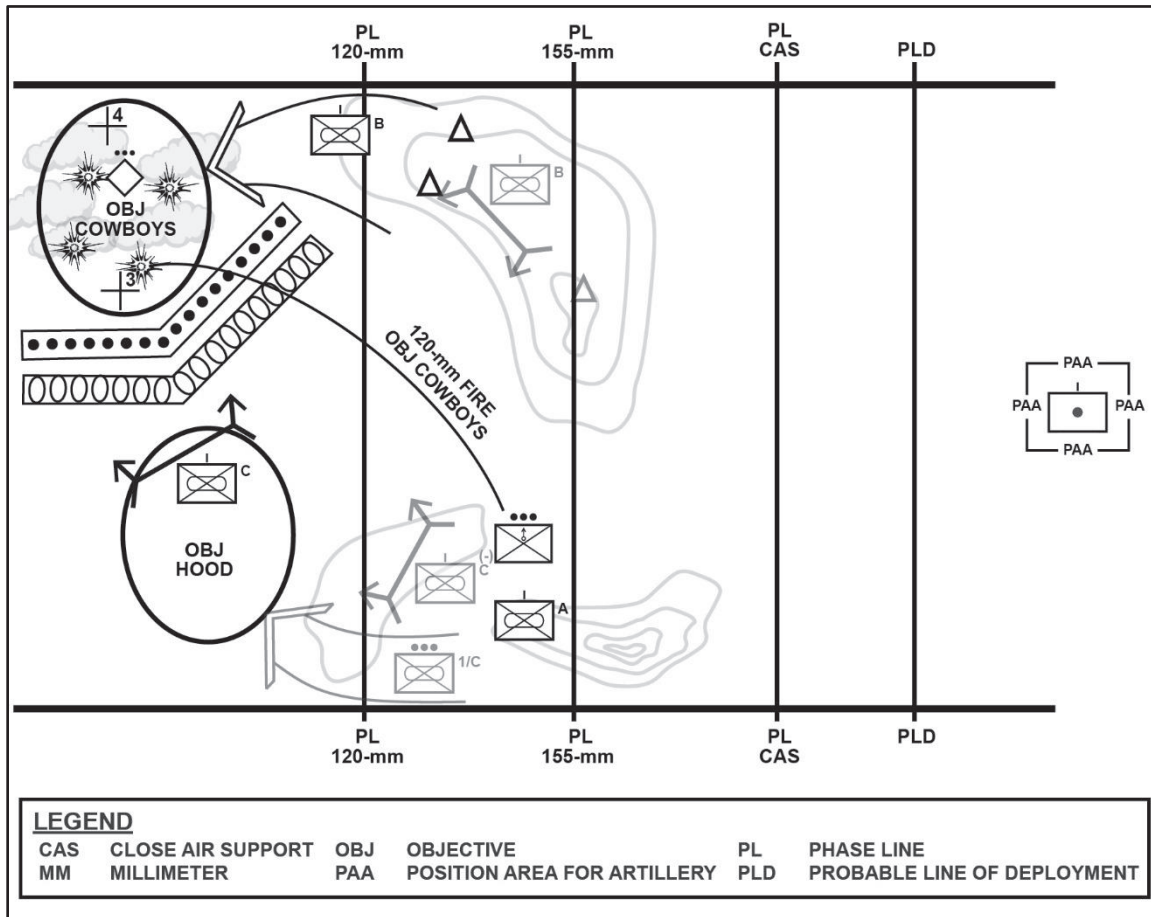 PL
120-mm
PL
155-mm
PL
CAS
PLD
4
OBJ
COWBOYS
3
I
B
I
B
120-mm FIRE
OBJ COWBOYS
PAA
PAA
I
PAA
PAA
I
C
OBJ
HOOD
I
(-)
C
I
A
1/C
PL
120-mm
PL
155-mm
PL
CAS
PLD
LEGEND
CAS CLOSE AIR SUPPORT OBJ OBJECTIVE PL PHASE LINE
MM MILLIMETER PAA POSITION AREA FOR ARTILLERY PLD PROBABLE LINE OF DEPLOYMENT